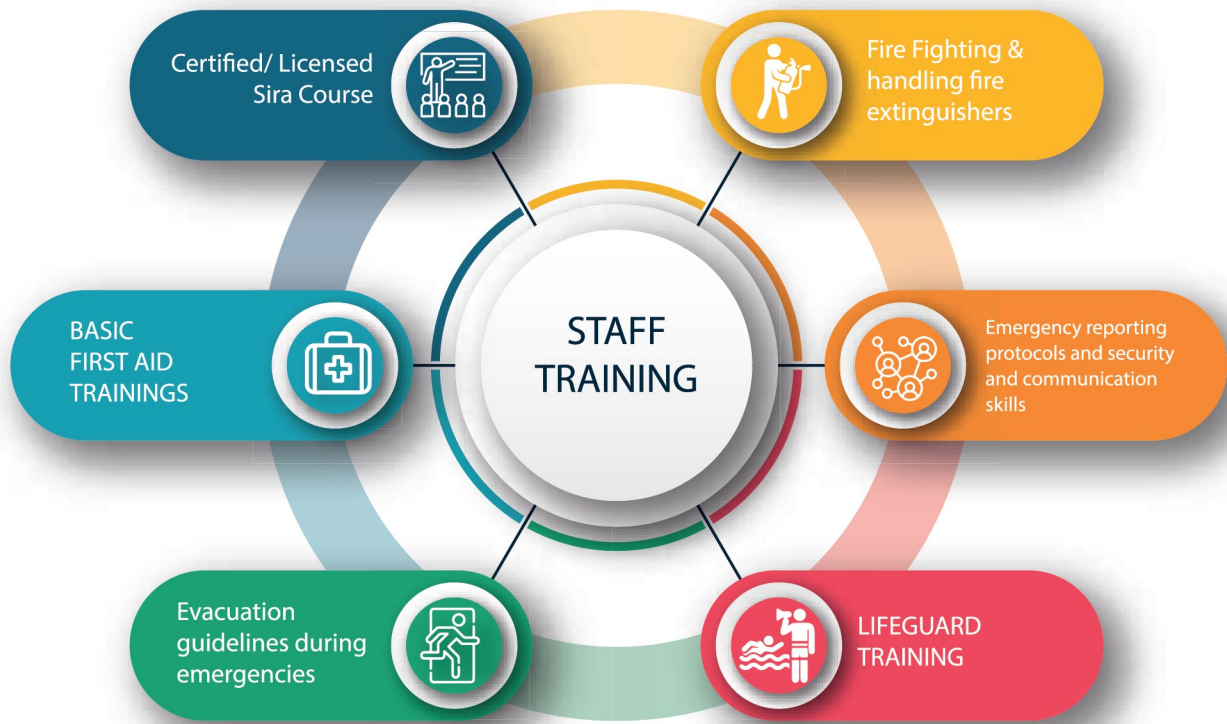 Certified/ Licensed
Sira Course
Fire Fighting &
handling fire
extinguishers
BASIC
FIRST AID
TRAININGS
STAFF
TRAINING
Emergency reporting
protocols and security
and communication
skills
Evacuation
guidelines during
emergencies
LIFEGUARD
TRAINING